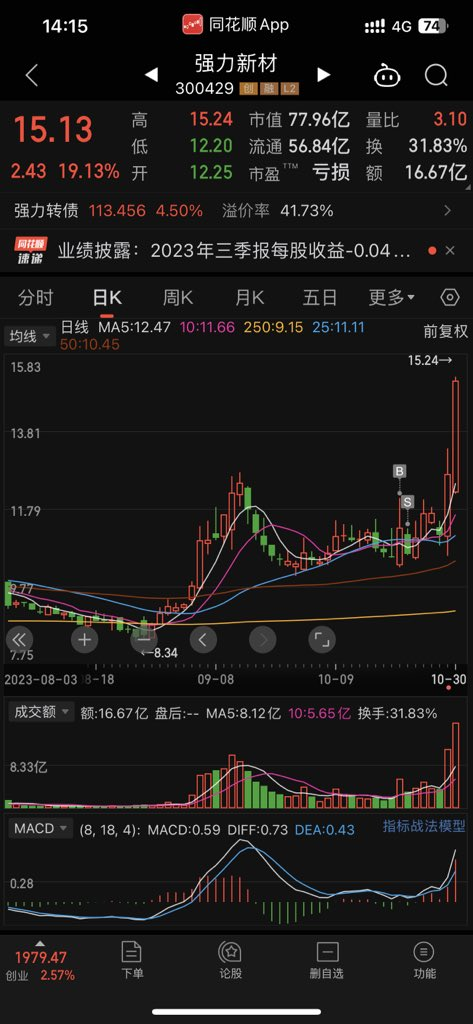 14:15
同花顺App
4G 74
强力新材
300429 创 融 L2
15.13
2.43 19.13%
高 15.24 市值 77.96亿 量比 3.10
低 12.20 流通 56.84亿 换 31.83%
开 12.25 市盈TTM 亏损 额 16.67亿
强力转债 113.456 4.50% 溢价率 41.73%
同花顺速递 业绩披露：2023年三季报每股收益-0.04...
分时 日K 周K 月K 五日 更多
均线 日线 MA5:12.47 10:11.66 250:9.15 25:11.11 前复权
50:10.45
15.83
15.24→
13.81
B
S
11.79
9.77
←8.34
7.75
2023-08-03 08-18 09-08 10-09 10-30
成交额 额:16.67亿 盘后:-- MA5:8.12亿 10:5.65亿 换手:31.83%
8.33亿
MACD (8, 18, 4): MACD:0.59 DIFF:0.73 DEA:0.43 指标战法模型
0.28
1979.47
创业 2.57%
下单
论股
删自选
功能